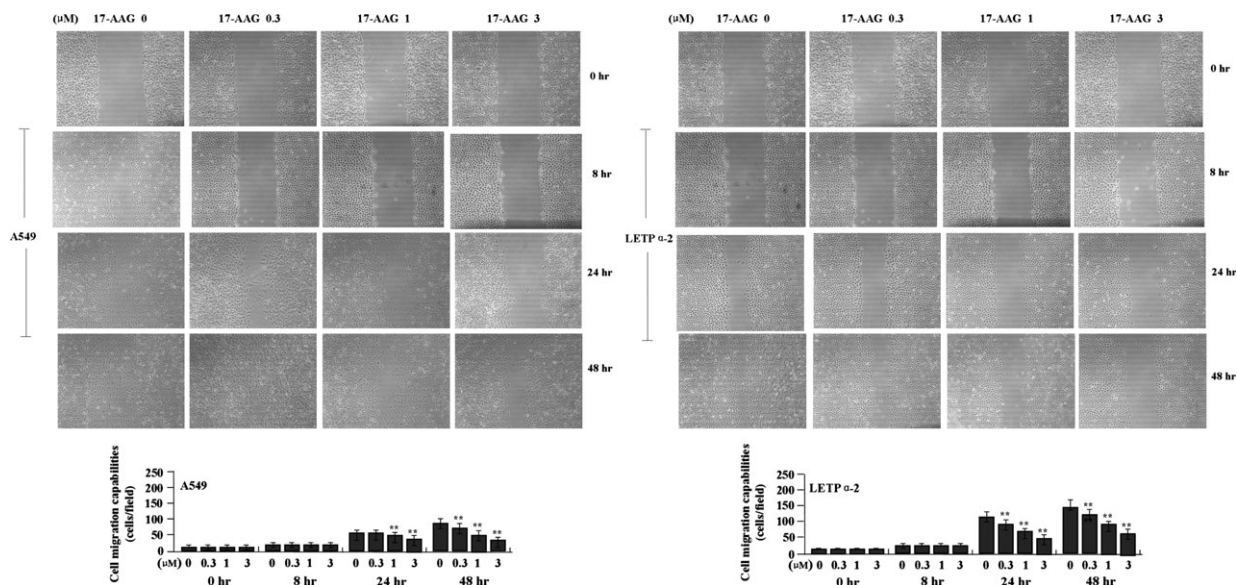 (μM) 17-AAG 0 17-AAG 0.3 17-AAG 1 17-AAG 3
0 hr
8 hr
A549
24 hr
48 hr
Cell migration capabilities
(cells/field)
250
200
150
100
50
0
A549
** ** ** ** **
(μM) 0 0.3 1 3 0 0.3 1 3 0 0.3 1 3 0 0.3 1 3
0 hr 8 hr 24 hr 48 hr
(μM) 17-AAG 0 17-AAG 0.3 17-AAG 1 17-AAG 3
0 hr
8 hr
LETP α-2
24 hr
48 hr
Cell migration capabilities
(cells/field)
250
200
150
100
50
0
LETP α-2
** ** ** ** ** **
(μM) 0 0.3 1 3 0 0.3 1 3 0 0.3 1 3 0 0.3 1 3
0 hr 8 hr 24 hr 48 hr